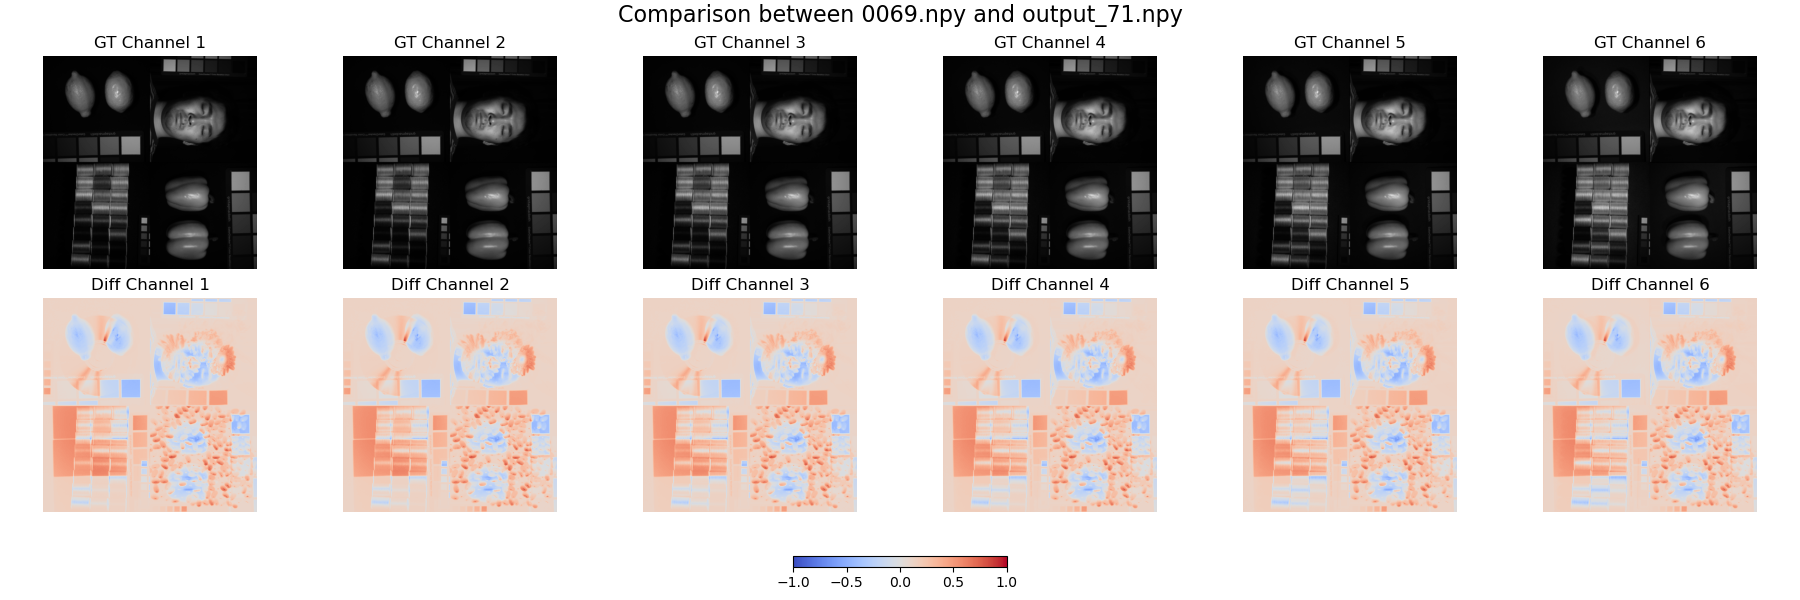 Comparison between 0069.npy and output_71.npy
GT Channel 1
GT Channel 2
GT Channel 3
GT Channel 4
GT Channel 5
GT Channel 6
Diff Channel 1
Diff Channel 2
Diff Channel 3
Diff Channel 4
Diff Channel 5
Diff Channel 6
−1.0 −0.5 0.0 0.5 1.0